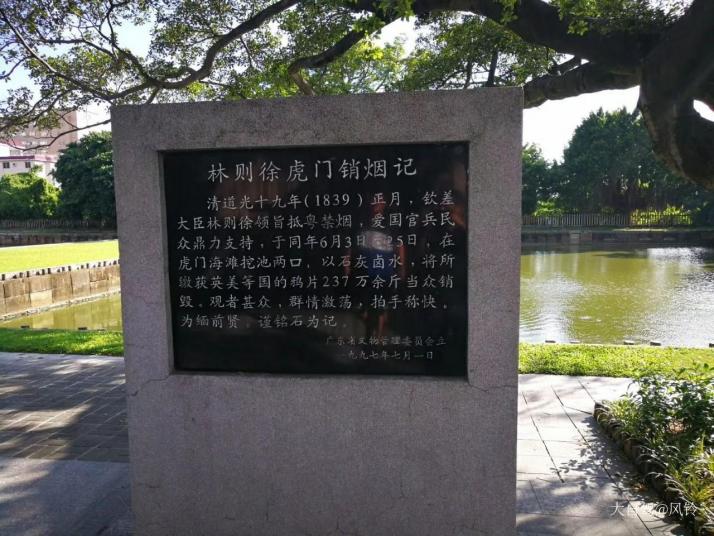 林则徐虎门销烟记
清道光十九年(1839)正月，钦差
大臣林则徐领旨抵粤禁烟，爱国官兵民
众鼎力支持，于同年6月3日至25日，在
虎门海滩挖池两口，以石灰卤水，将所
缴获英美等国的鸦片237万余斤当众销
毁。观者甚众，群情激荡，拍手称快。
为缅前贤，谨铭石为记。
广东省文物管理委员会立
一九九七年七月一日
@风铃